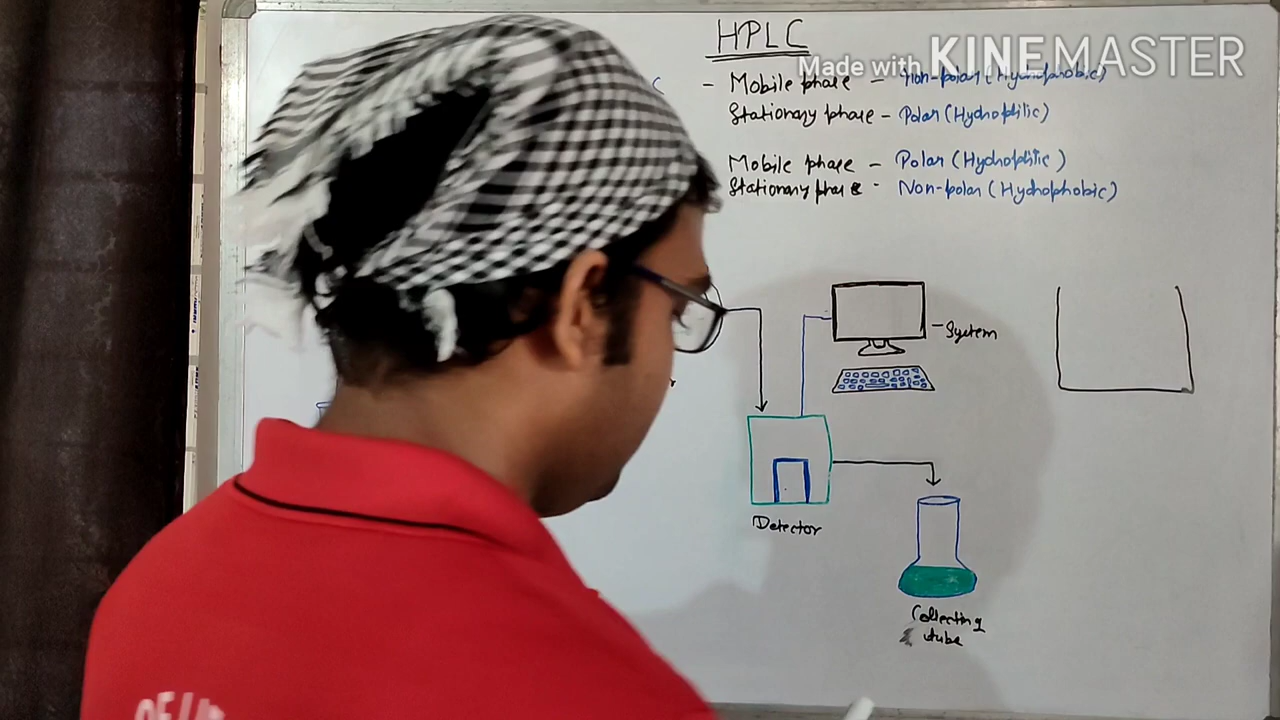 HPLC
Made with KINEMASTER
C - Mobile phase - Non-polar (Hydrophobic)
Stationary phase - Polar (Hydrophilic)
Mobile phase - Polar (Hydrophilic)
Stationary phase - Non-polar (Hydrophobic)
- System
Detector
Collecting
tube